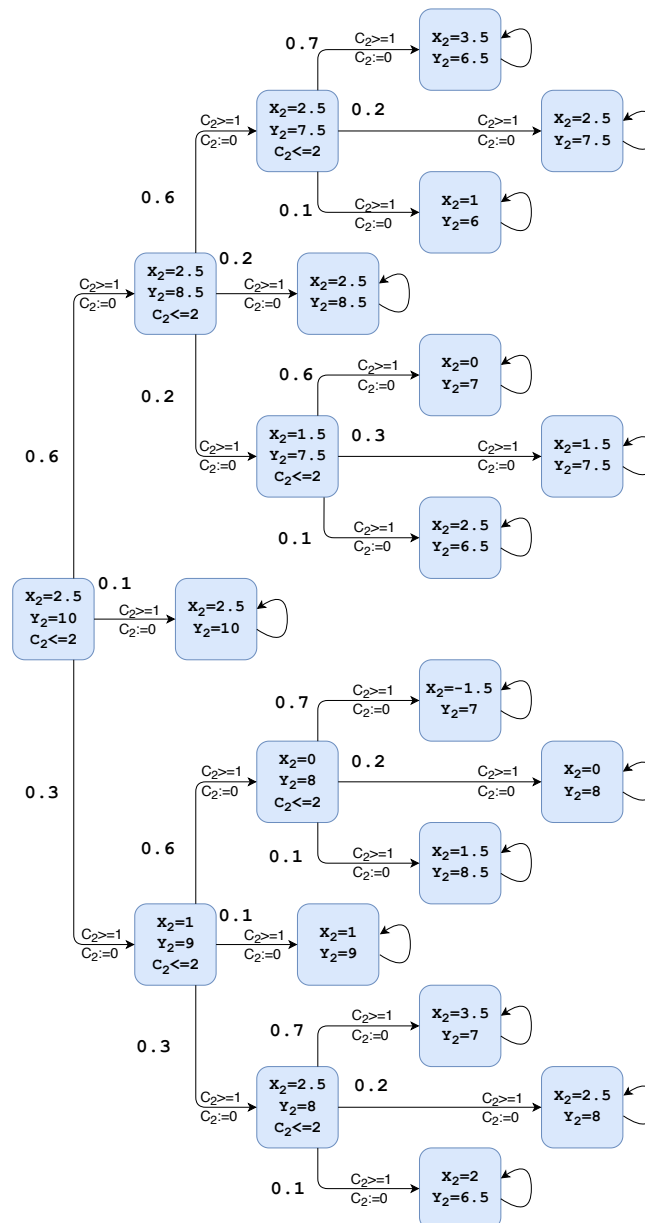 0.7
C₂>=1
C₂:=0
X₂=3.5
Y₂=6.5
X₂=2.5
Y₂=7.5
C₂<=2
0.2
C₂>=1
C₂:=0
X₂=2.5
Y₂=7.5
C₂>=1
C₂:=0
0.1
C₂>=1
C₂:=0
X₂=1
Y₂=6
0.6
X₂=2.5
Y₂=8.5
C₂<=2
0.2
C₂>=1
C₂:=0
X₂=2.5
Y₂=8.5
C₂>=1
C₂:=0
0.2
0.6
C₂>=1
C₂:=0
X₂=0
Y₂=7
X₂=1.5
Y₂=7.5
C₂<=2
0.3
C₂>=1
C₂:=0
X₂=1.5
Y₂=7.5
C₂>=1
C₂:=0
0.1
C₂>=1
C₂:=0
X₂=2.5
Y₂=6.5
0.6
X₂=2.5
Y₂=10
C₂<=2
0.1
C₂>=1
C₂:=0
X₂=2.5
Y₂=10
0.3
0.7
C₂>=1
C₂:=0
X₂=-1.5
Y₂=7
X₂=0
Y₂=8
C₂<=2
0.2
C₂>=1
C₂:=0
X₂=0
Y₂=8
C₂>=1
C₂:=0
0.1
C₂>=1
C₂:=0
X₂=1.5
Y₂=8.5
0.6
C₂>=1
C₂:=0
X₂=1
Y₂=9
C₂<=2
0.1
C₂>=1
C₂:=0
X₂=1
Y₂=9
0.3
0.7
C₂>=1
C₂:=0
X₂=3.5
Y₂=7
C₂>=1
C₂:=0
X₂=2.5
Y₂=8
C₂<=2
0.2
C₂>=1
C₂:=0
X₂=2.5
Y₂=8
0.1
C₂>=1
C₂:=0
X₂=2
Y₂=6.5